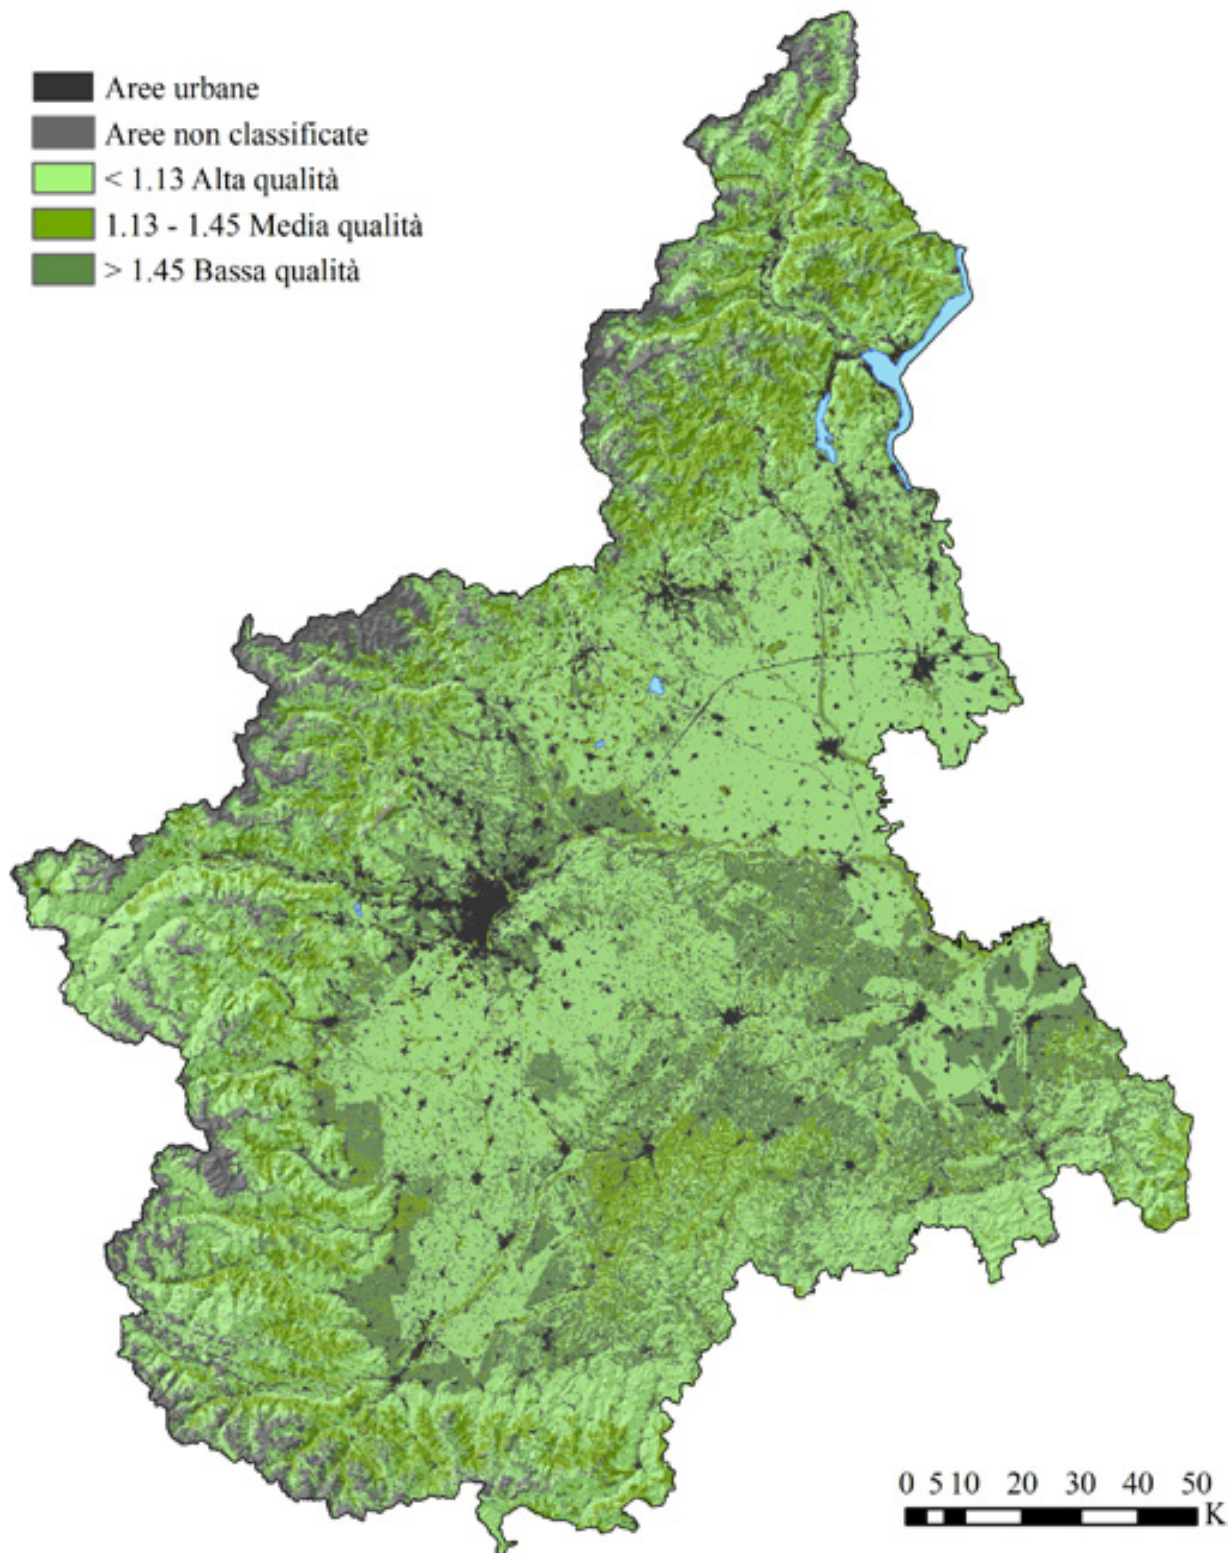 Aree urbane
Aree non classificate
< 1.13 Alta qualità
1.13 - 1.45 Media qualità
> 1.45 Bassa qualità
0 5 10 20 30 40 50
K